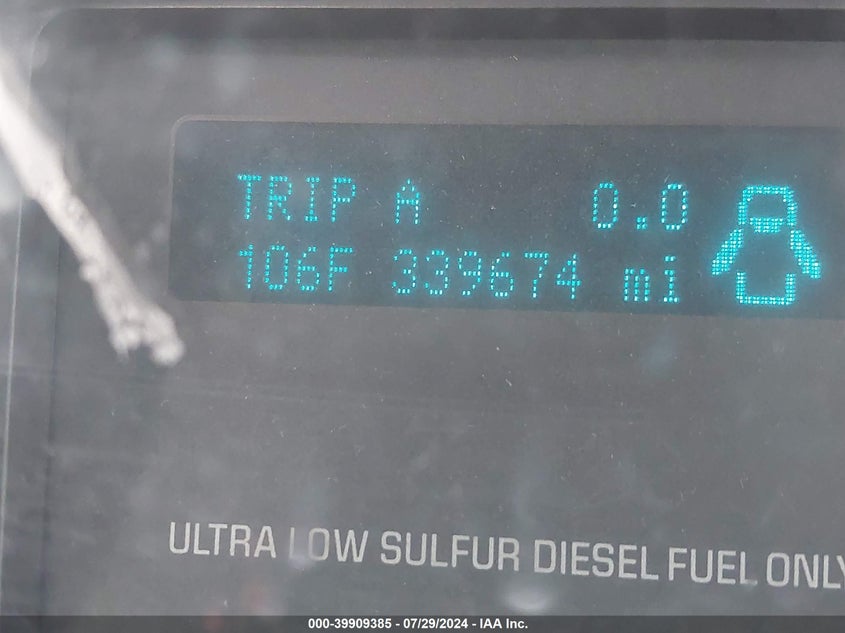 TRIP A 0.0
106F 339674 mi
ULTRA LOW SULFUR DIESEL FUEL ONLY
000-39909385 - 07/29/2024 - IAA Inc.